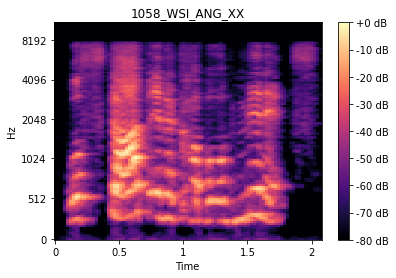 1058_WSI_ANG_XX
+0 dB
8192
-10 dB
4096
-20 dB
-30 dB
2048
Hz
-40 dB
1024
-50 dB
512
-60 dB
-70 dB
0
-80 dB
0
0.5
1
1.5
2
Time